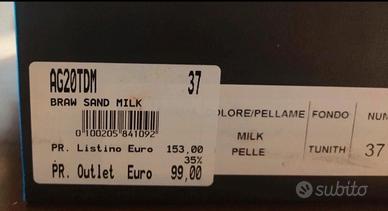 AG20TDM 37
BRAW SAND MILK
0 100205 841092
PR. Listino Euro 153,00
35%
PR. Outlet Euro 99,00
OLORE/PELLAME FONDO NUM
MILK
PELLE TUNITH 37
subito